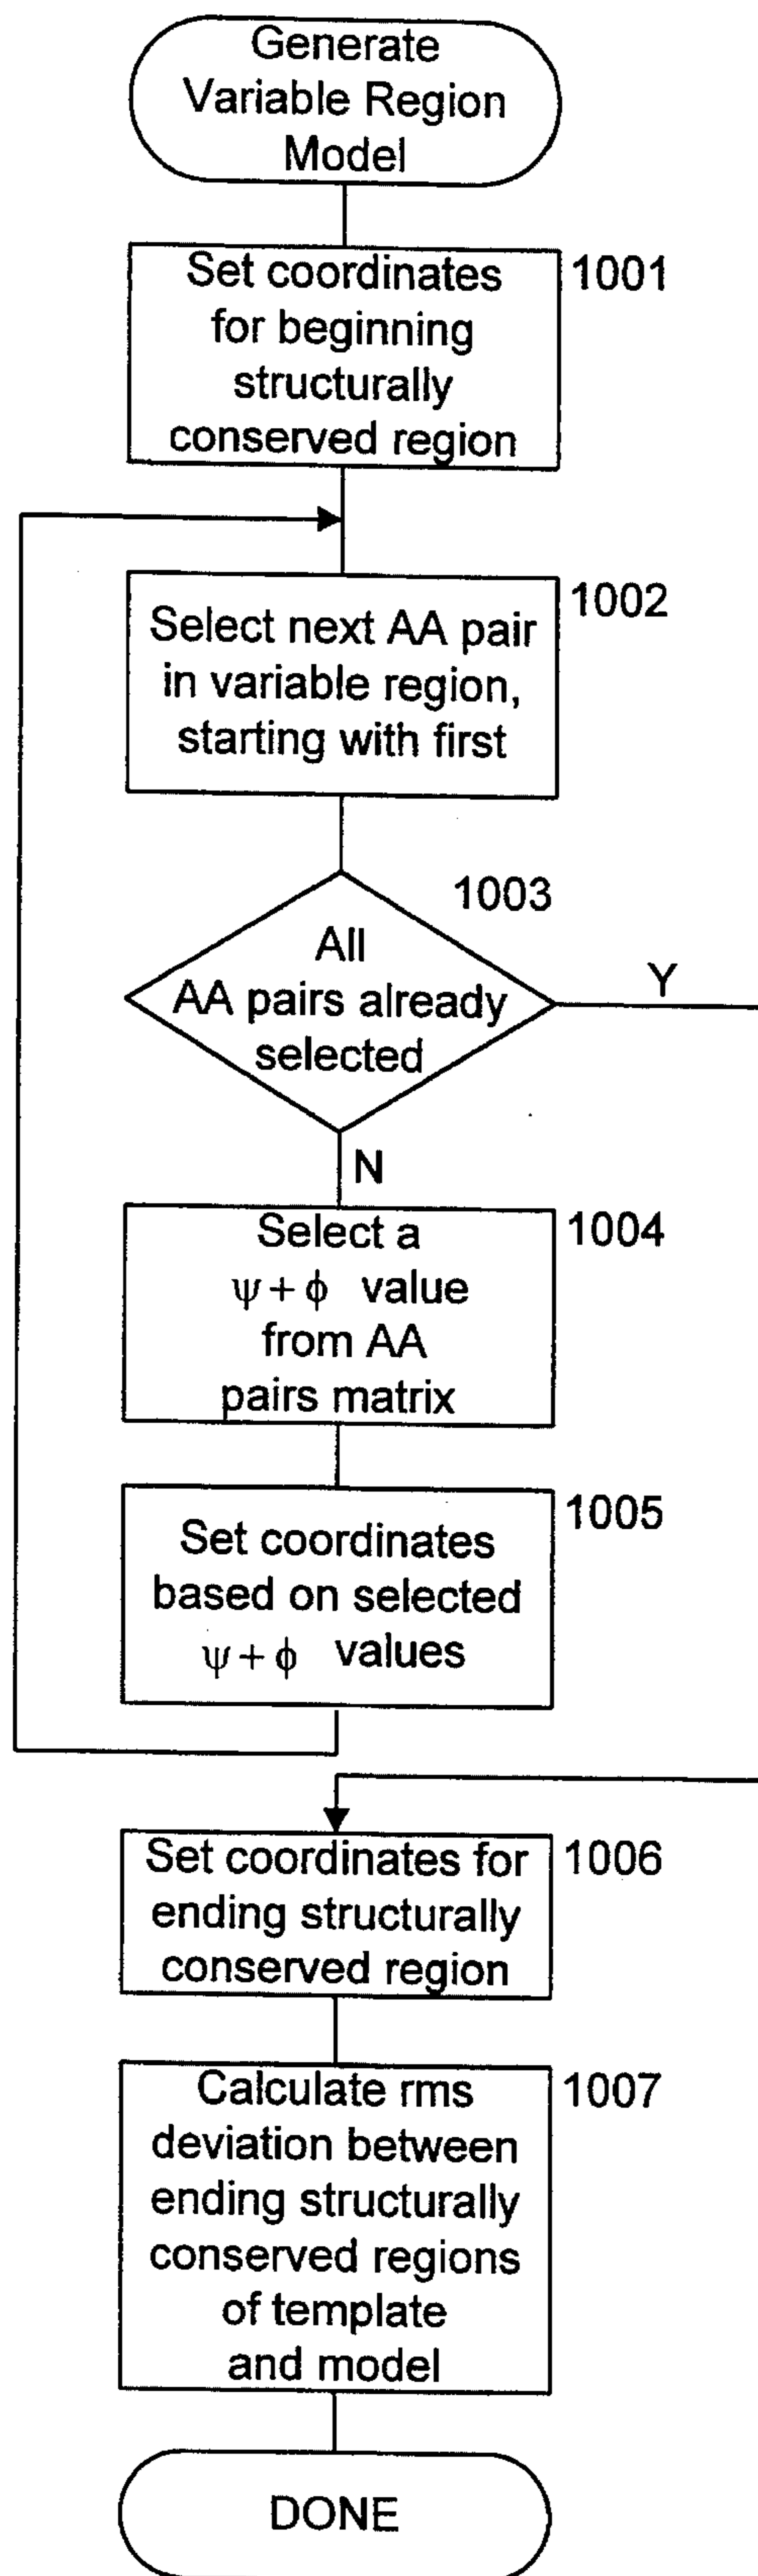 Generate
Variable Region
Model
Set coordinates
for beginning
structurally
conserved region
1001
Select next AA pair
in variable region,
starting with first
1002
1003
All
AA pairs already
selected
Y
N
Select a
ψ + ϕ value
from AA
pairs matrix
1004
Set coordinates
based on selected
ψ + ϕ values
1005
Set coordinates for
ending structurally
conserved region
1006
Calculate rms
deviation between
ending structurally
conserved regions
of template
and model
1007
DONE